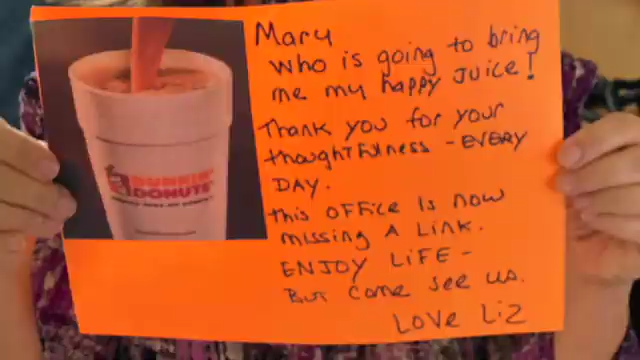 Mary
who is going to bring
me my happy Juice!
Thank you for your
thoughtfulness - EVERY
DAY.
this OFFICE Is now
missing A Link.
ENJOY LiFE -
But come see us.
LOVE Liz
DUNKIN'
DONUTS